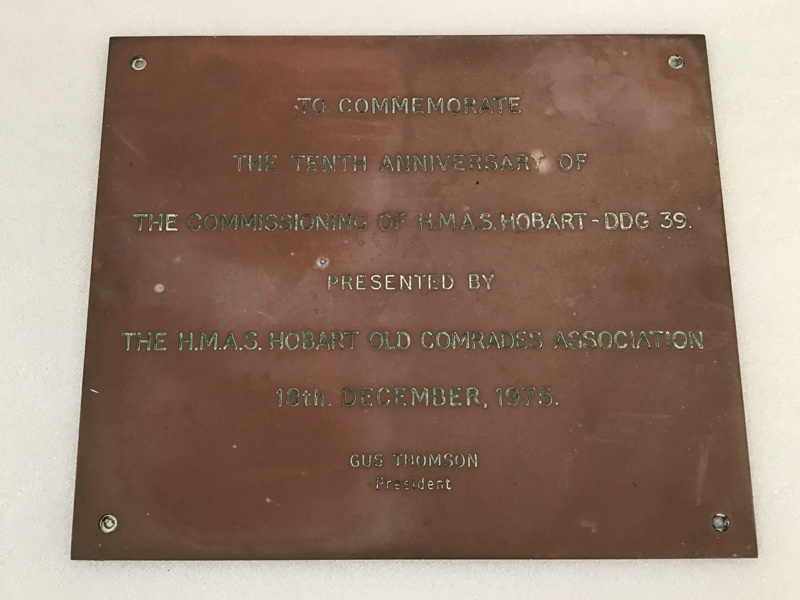 TO COMMEMORATE
THE TENTH ANNIVERSARY OF
THE COMMISSIONING OF H.M.A.S. HOBART - DDG 39.
PRESENTED BY
THE H.M.A.S. HOBART OLD COMRADES ASSOCIATION
18th. DECEMBER, 1975.
GUS THOMSON
President